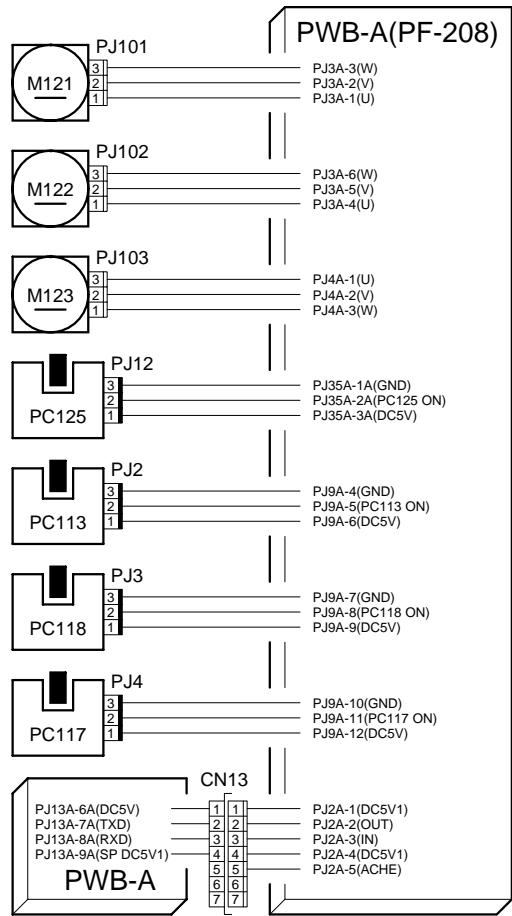 PWB-A(PF-208)
PJ101
M121
3 PJ3A-3(W)
2 PJ3A-2(V)
1 PJ3A-1(U)
PJ102
M122
3 PJ3A-6(W)
2 PJ3A-5(V)
1 PJ3A-4(U)
PJ103
M123
3 PJ4A-1(U)
2 PJ4A-2(V)
1 PJ4A-3(W)
PJ12
PC125
3 PJ35A-1A(GND)
2 PJ35A-2A(PC125 ON)
1 PJ35A-3A(DC5V)
PJ2
PC113
3 PJ9A-4(GND)
2 PJ9A-5(PC113 ON)
1 PJ9A-6(DC5V)
PJ3
PC118
3 PJ9A-7(GND)
2 PJ9A-8(PC118 ON)
1 PJ9A-9(DC5V)
PJ4
PC117
3 PJ9A-10(GND)
2 PJ9A-11(PC117 ON)
1 PJ9A-12(DC5V)
CN13
PJ13A-6A(DC5V) 1 1 PJ2A-1(DC5V1)
PJ13A-7A(TXD) 2 2 PJ2A-2(OUT)
PJ13A-8A(RXD) 3 3 PJ2A-3(IN)
PJ13A-9A(SP DC5V1) 4 4 PJ2A-4(DC5V1)
5 5 PJ2A-5(ACHE)
6 6
7 7
PWB-A